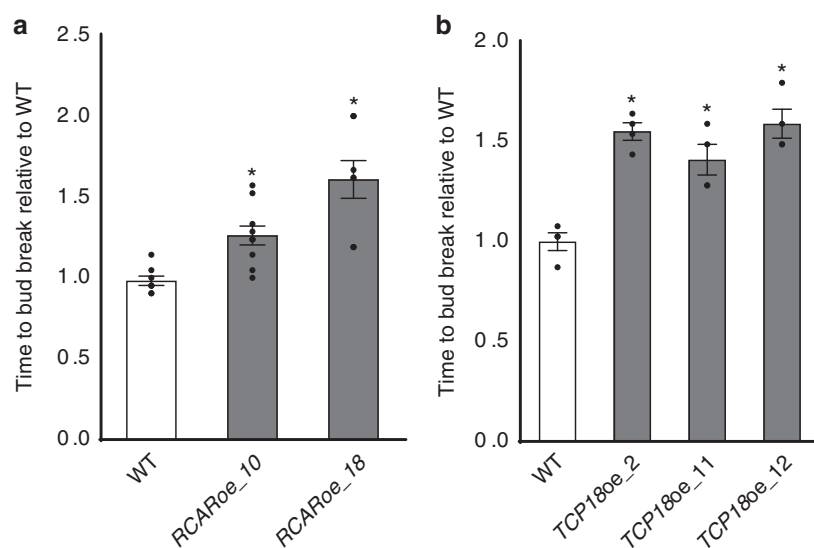 a
Time to bud break relative to WT
2.5
2.0
1.5
1.0
0.5
0.0
*
*
WT
RCARoe_10
RCARoe_18
b
Time to bud break relative to WT
2.0
1.5
1.0
0.5
0.0
*
*
*
WT
TCP18oe_2
TCP18oe_11
TCP18oe_12